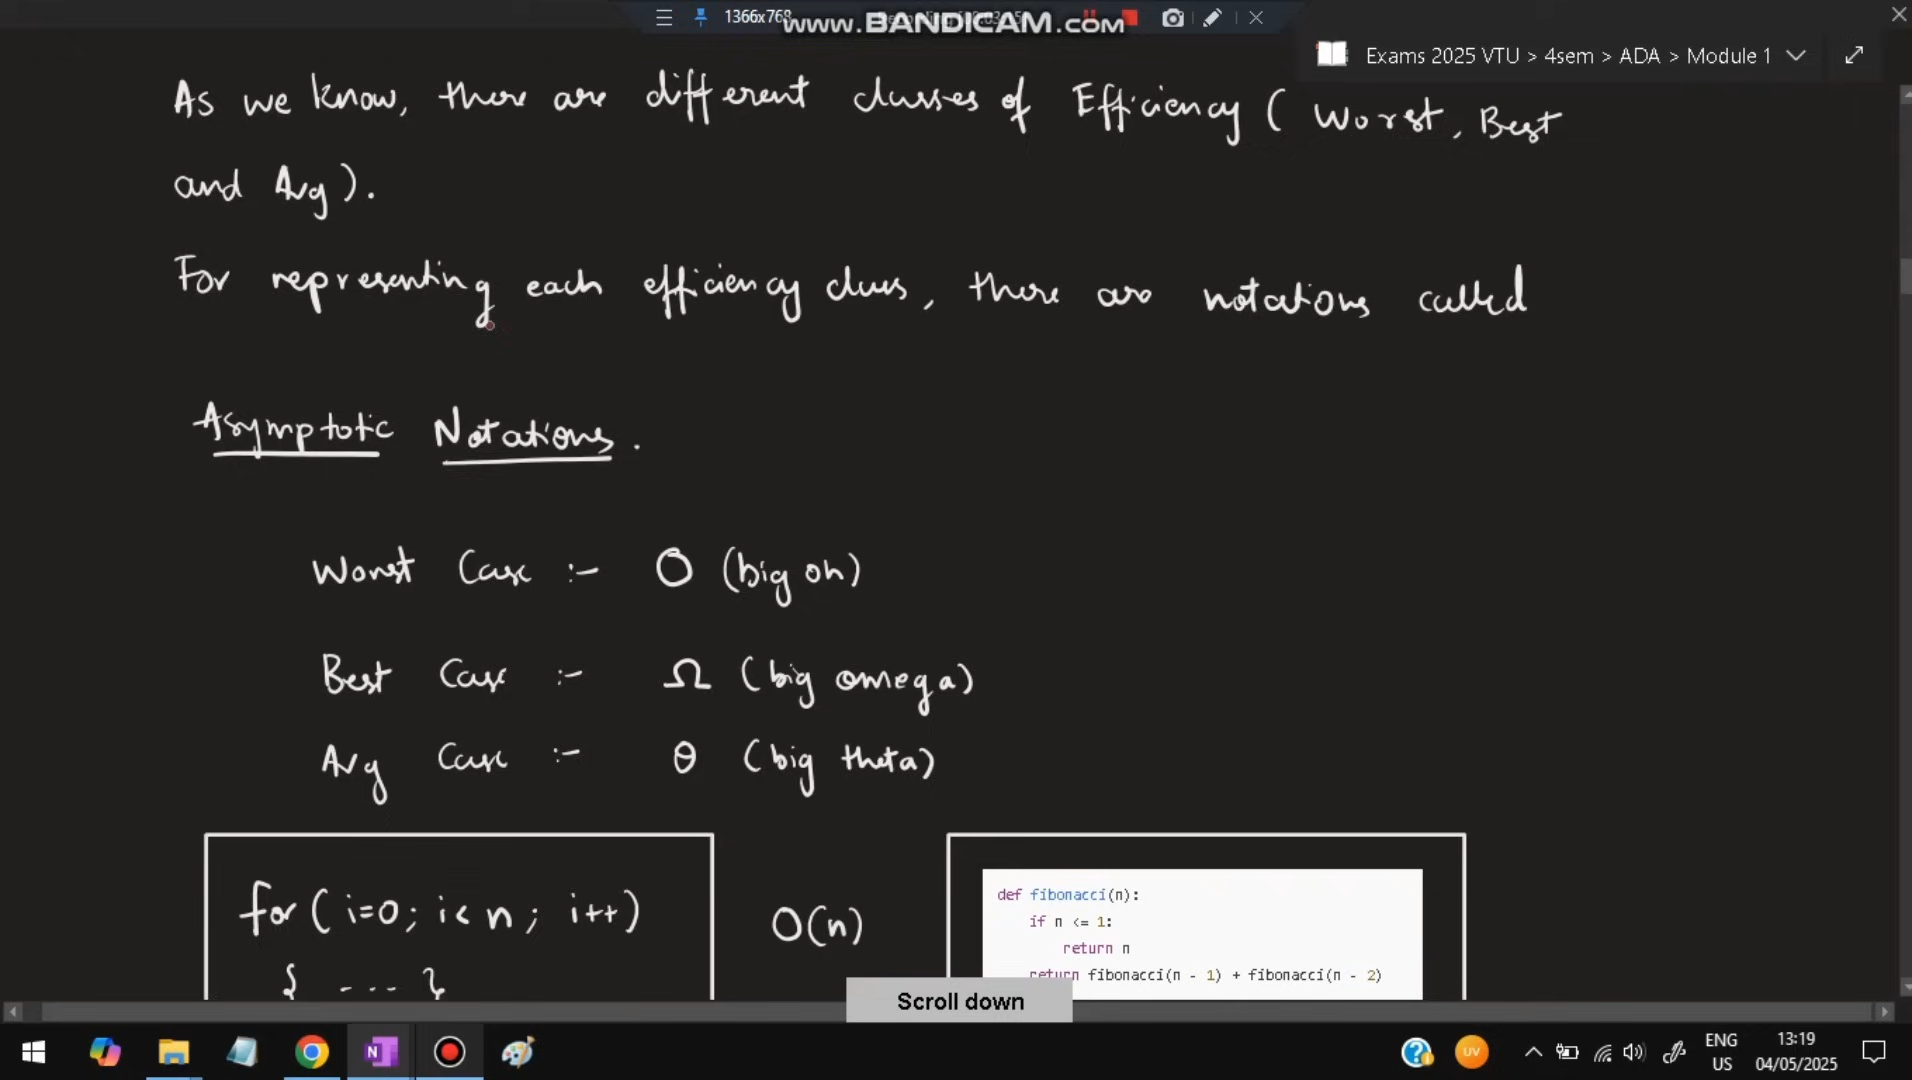 1366x768
www.BANDICAM.com
Exams 2025 VTU > 4sem > ADA > Module 1
As we know, there are different classes of Efficiency ( Worst, Best
and Avg ).
For representing each efficiency class, there are notations called
Asymptotic Notations.
Worst Case :- O (big oh)
Best Case :- Ω (big omega)
Avg Case :- θ (big theta)
for ( i=0; i< n; i++)
{ ---- }
O(n)
def fibonacci(n):
if n <= 1:
return n
return fibonacci(n - 1) + fibonacci(n - 2)
Scroll down
N
UV
ENG
US
13:19
04/05/2025